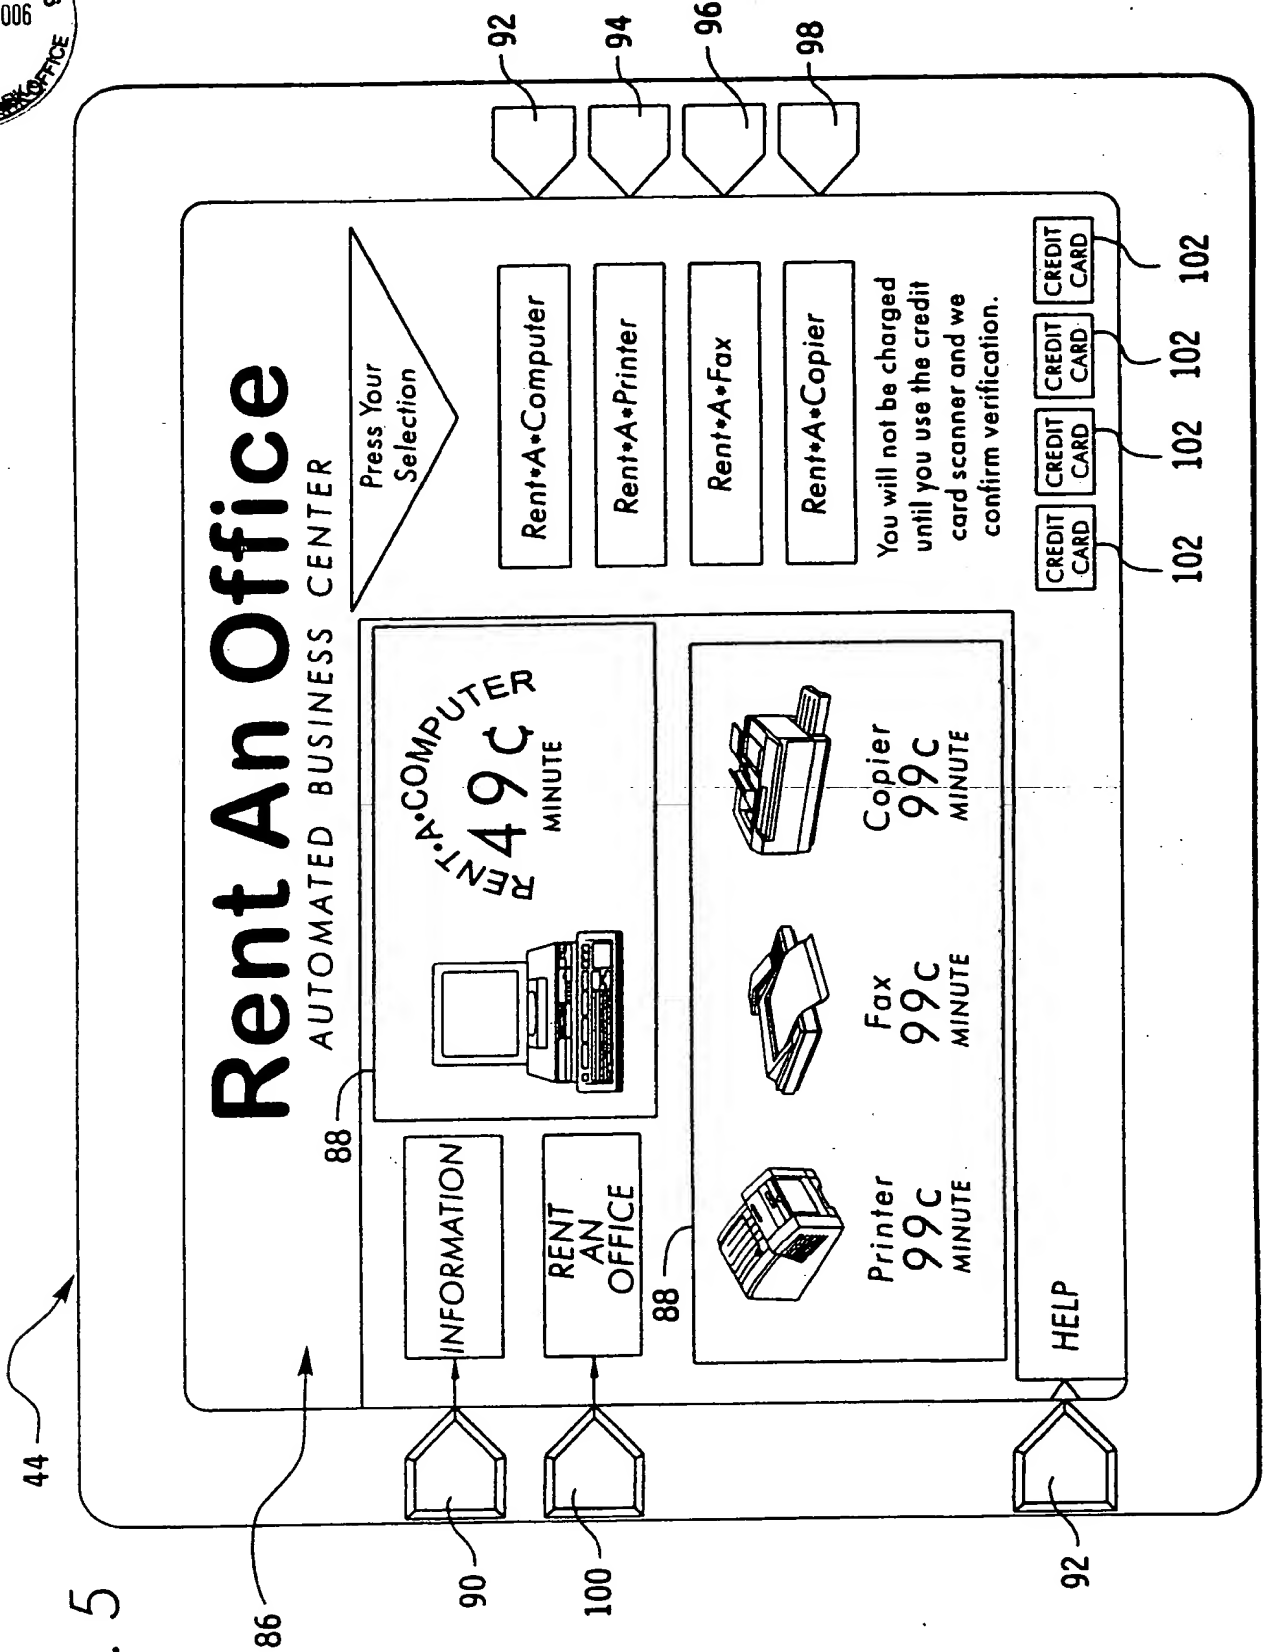 006
OFFICE
. 5
44
86
Rent An Office
AUTOMATED BUSINESS CENTER
Press Your
Selection
88
INFORMATION
RENT
AN
OFFICE
RENT•A•COMPUTER
49¢
MINUTE
88
Printer
99c
MINUTE
Fax
99c
MINUTE
Copier
99c
MINUTE
Rent*A*Computer
Rent*A*Printer
Rent*A*Fax
Rent*A*Copier
You will not be charged
until you use the credit
card scanner and we
confirm verification.
HELP
CREDIT
CARD
CREDIT
CARD
CREDIT
CARD
CREDIT
CARD
90
100
92
92
94
96
98
102
102
102
102